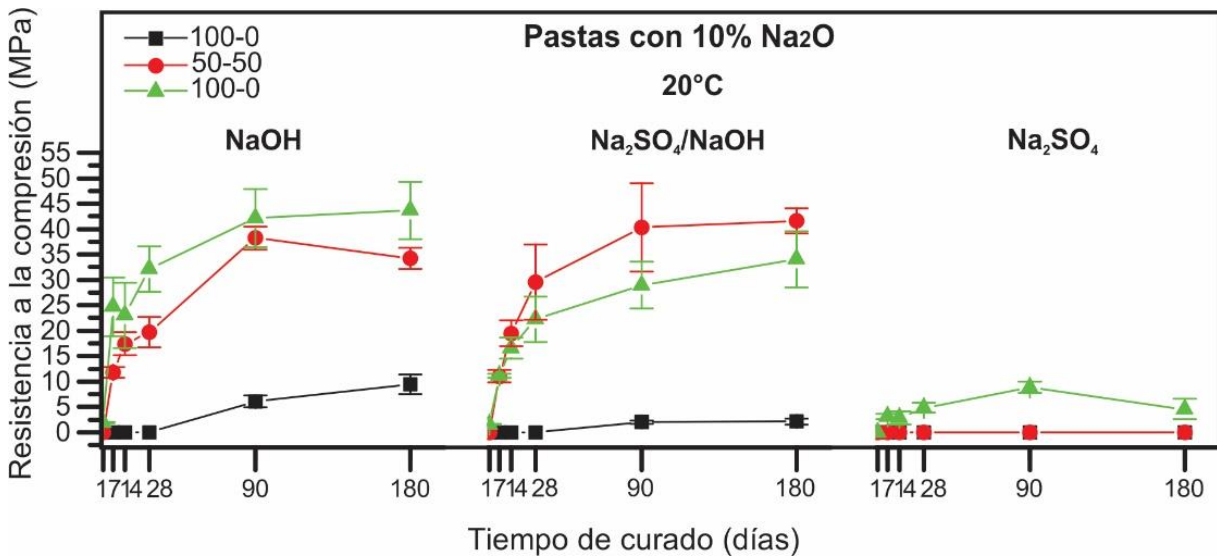 Pastas con 10% Na₂O
20°C
100-0
50-50
100-0
NaOH
Na₂SO₄/NaOH
Na₂SO₄
Resistencia a la compresión (MPa)
55
50
45
40
35
30
25
20
15
10
5
0
1 7 14 28 90 180
1 7 14 28 90 180
1 7 14 28 90 180
Tiempo de curado (días)